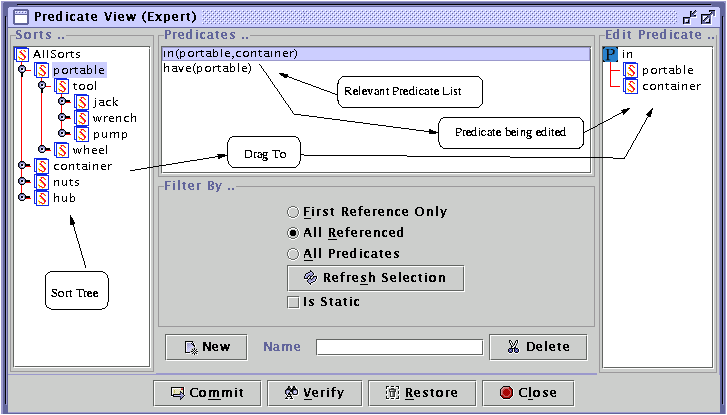 Predicate View (Expert)
Sorts ..
AllSorts
portable
tool
jack
wrench
pump
wheel
container
nuts
hub
Sort Tree
Predicates ..
in(portable,container)
have(portable)
Relevant Predicate List
Predicate being edited
Drag To
Filter By ..
First Reference Only
All Referenced
All Predicates
Refresh Selection
Is Static
New
Name
Delete
Edit Predicate ..
P in
portable
container
Commit
Verify
Restore
Close